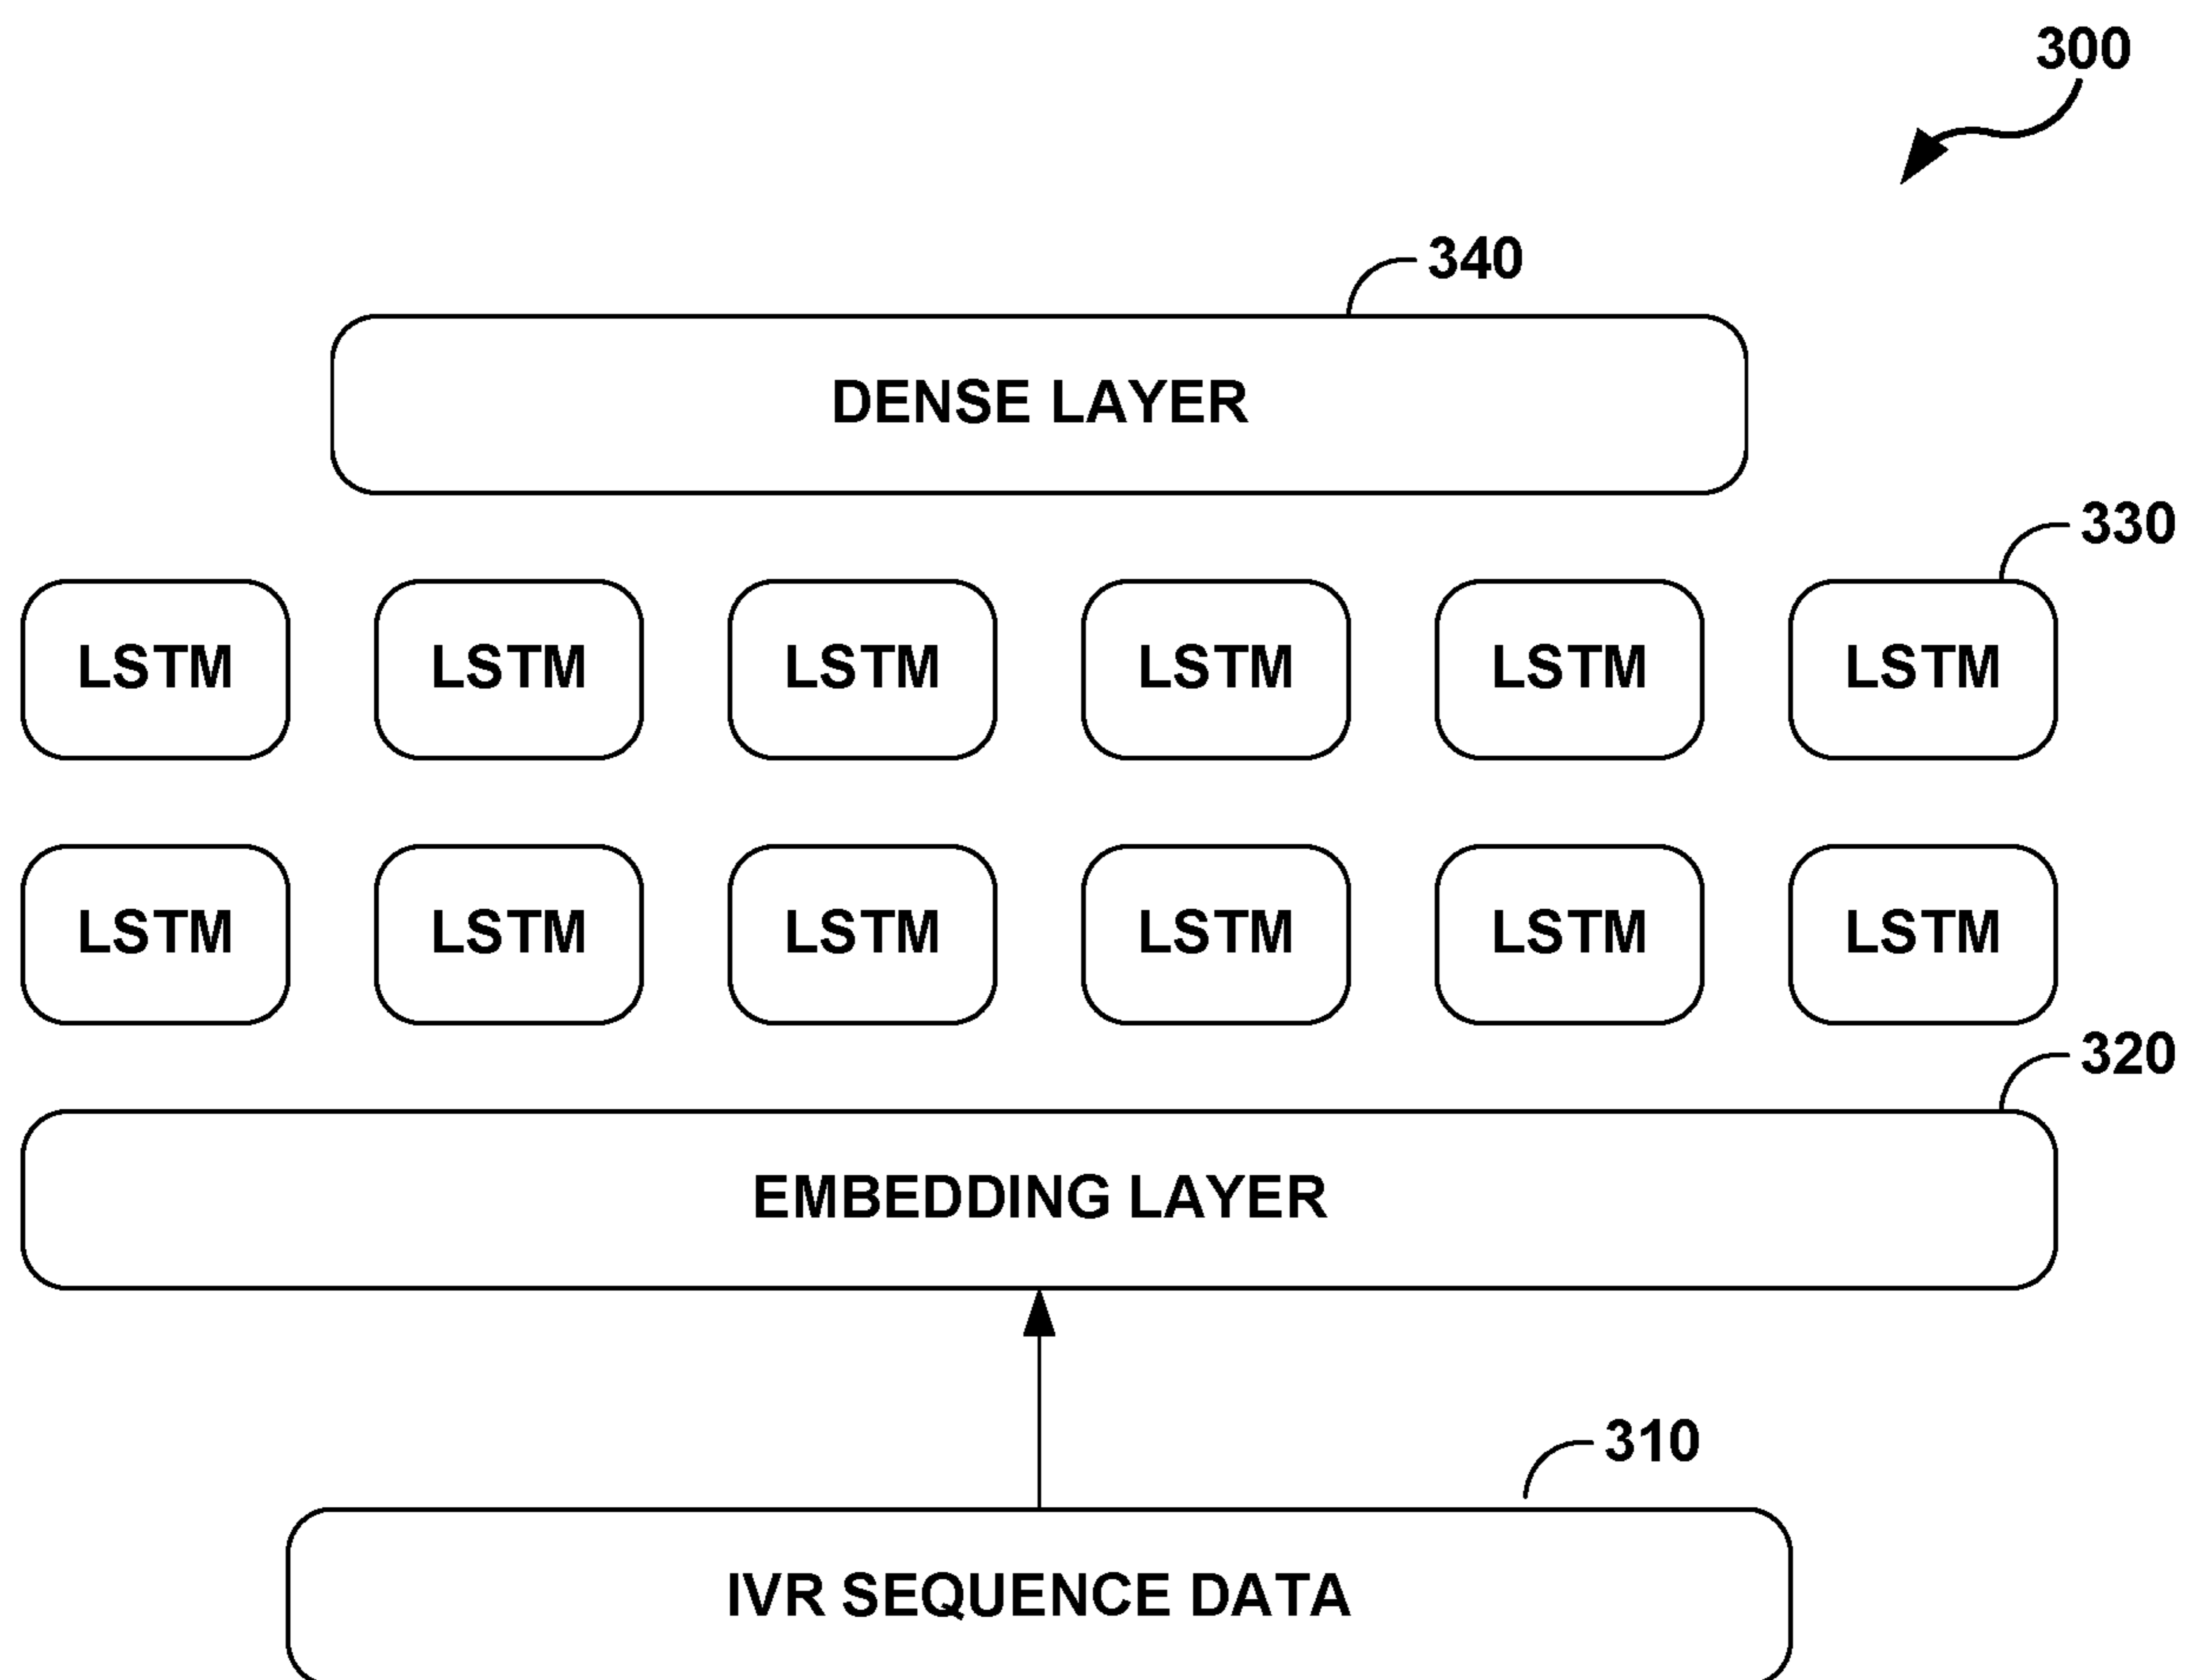 300
340
DENSE LAYER
330
LSTM LSTM LSTM LSTM LSTM LSTM
LSTM LSTM LSTM LSTM LSTM LSTM
320
EMBEDDING LAYER
310
IVR SEQUENCE DATA